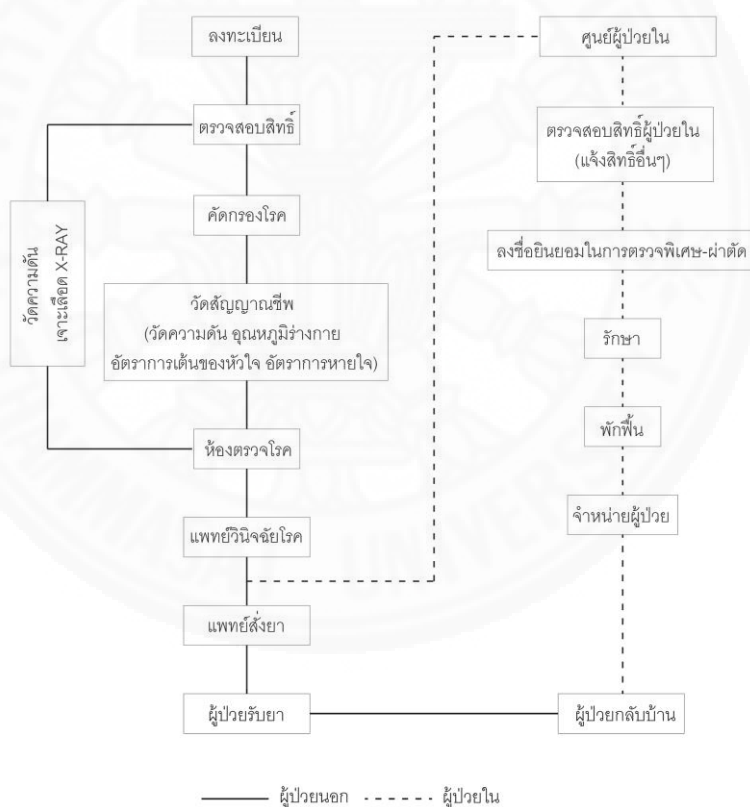 ลงทะเบียน
ตรวจสอบสิทธิ์
วัดความดัน
เจาะเลือด X-RAY
คัดกรองโรค
วัดสัญญาณชีพ
(วัดความดัน อุณหภูมิร่างกาย
อัตราการเต้นของหัวใจ อัตราการหายใจ)
ห้องตรวจโรค
แพทย์วินิจฉัยโรค
แพทย์สั่งยา
ผู้ป่วยรับยา
ศูนย์ผู้ป่วยใน
ตรวจสอบสิทธิ์ผู้ป่วยใน
(แจ้งสิทธิ์อื่นๆ)
ลงชื่อยินยอมในการตรวจพิเศษ-ผ่าตัด
รักษา
พักฟื้น
จำหน่ายผู้ป่วย
ผู้ป่วยกลับบ้าน
ผู้ป่วยนอก
ผู้ป่วยใน